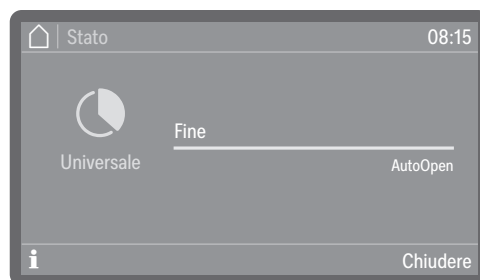 Stato 08:15
Fine
Universale
AutoOpen
i Chiudere